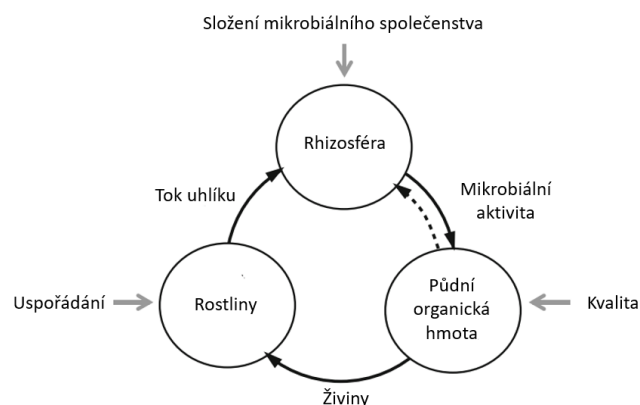 Složení mikrobiálního společenstva
Rhizosféra
Tok uhlíku
Mikrobiální
aktivita
Uspořádání
Rostliny
Půdní
organická
hmota
Kvalita
Živiny